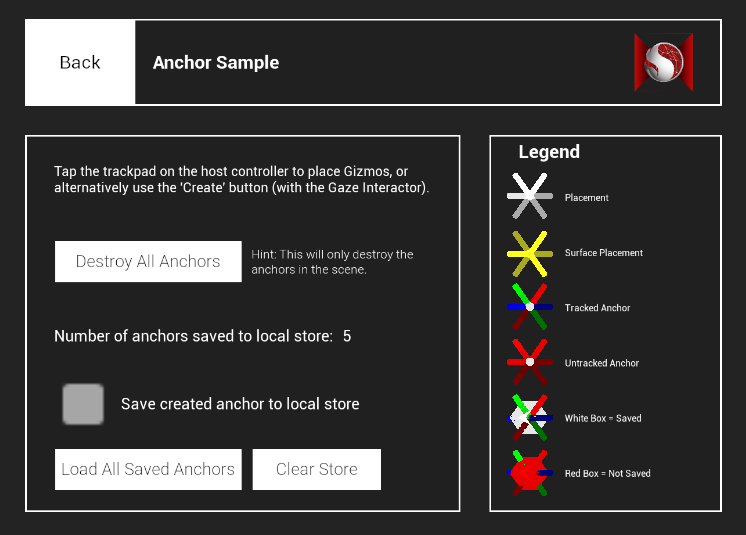 Back
Anchor Sample
Tap the trackpad on the host controller to place Gizmos, or
alternatively use the 'Create' button (with the Gaze Interactor).
Destroy All Anchors
Hint: This will only destroy the
anchors in the scene.
Number of anchors saved to local store: 5
Save created anchor to local store
Load All Saved Anchors
Clear Store
Legend
Placement
Surface Placement
Tracked Anchor
Untracked Anchor
White Box = Saved
Red Box = Not Saved